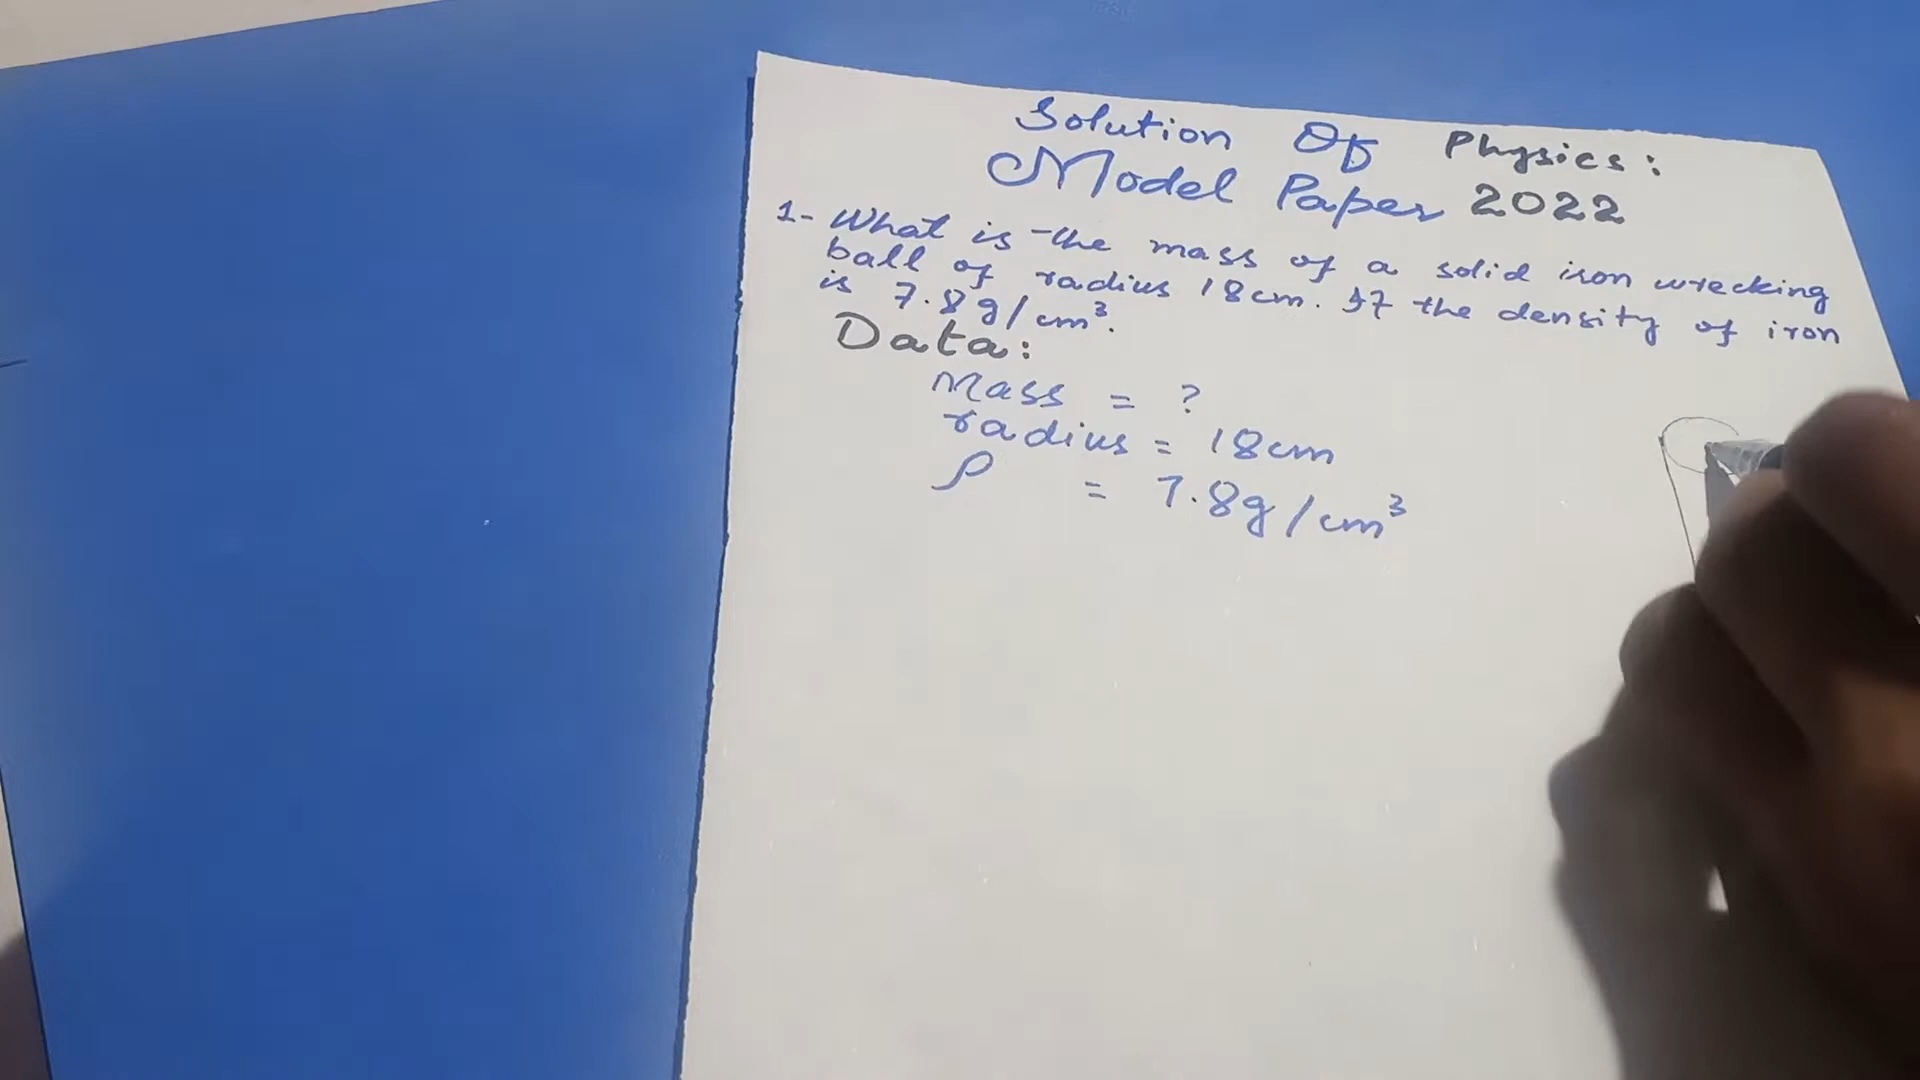 Solution Of Physics:
Model Paper 2022
1- What is the mass of a solid iron wrecking
ball of radius 18cm. If the density of iron
is 7.8g/cm³.
Data:
Mass = ?
radius = 18cm
ρ = 7.8g/cm³